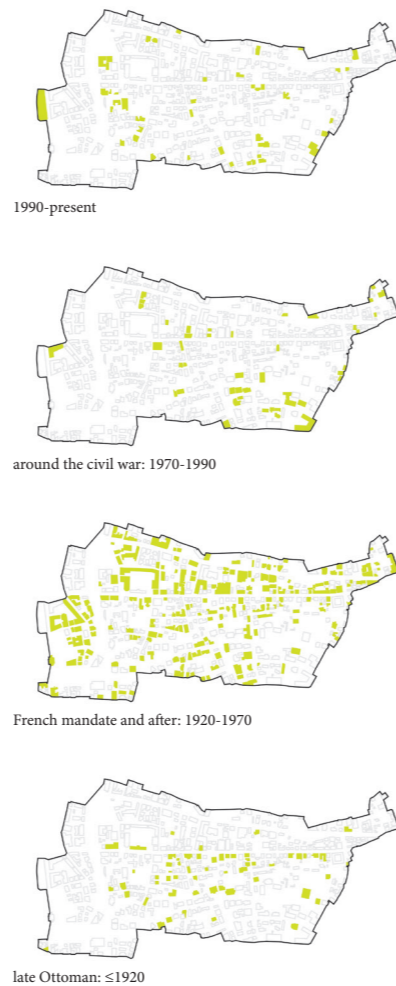 1990-present
around the civil war: 1970-1990
French mandate and after: 1920-1970
late Ottoman: ≤1920